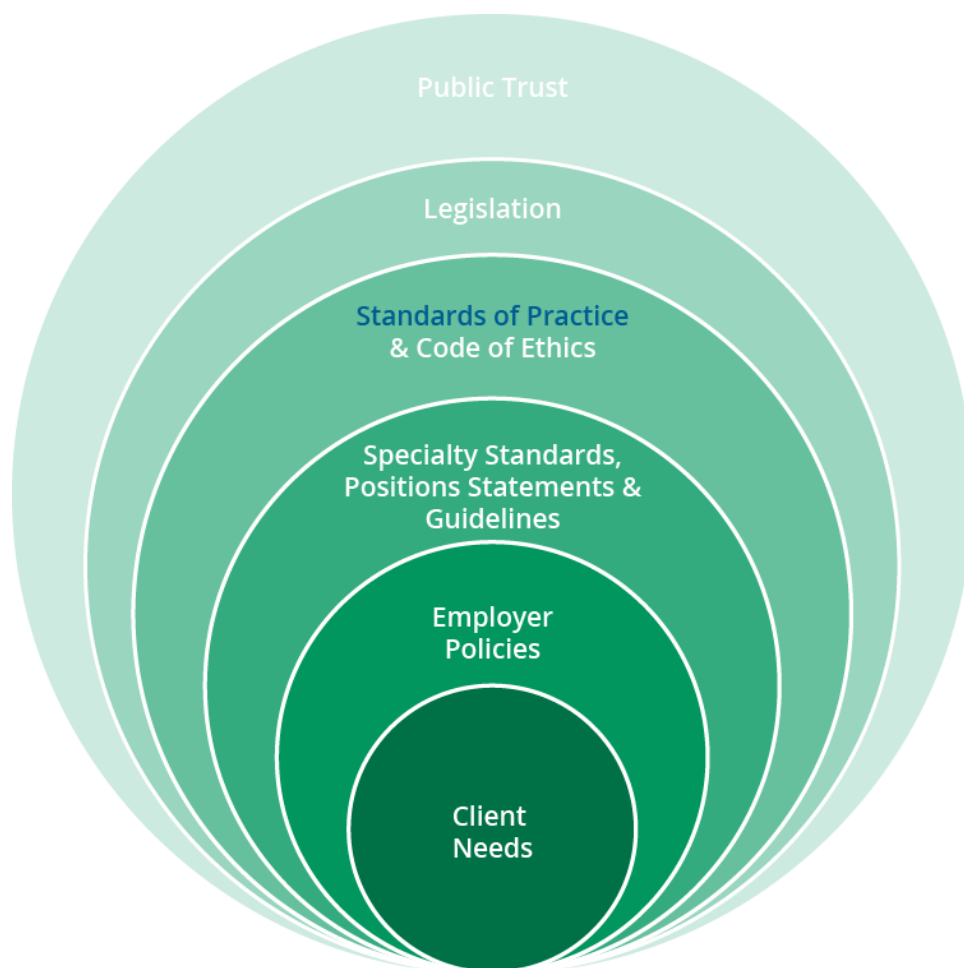 Public Trust
Legislation
Standards of Practice
& Code of Ethics
Specialty Standards,
Positions Statements &
Guidelines
Employer
Policies
Client
Needs